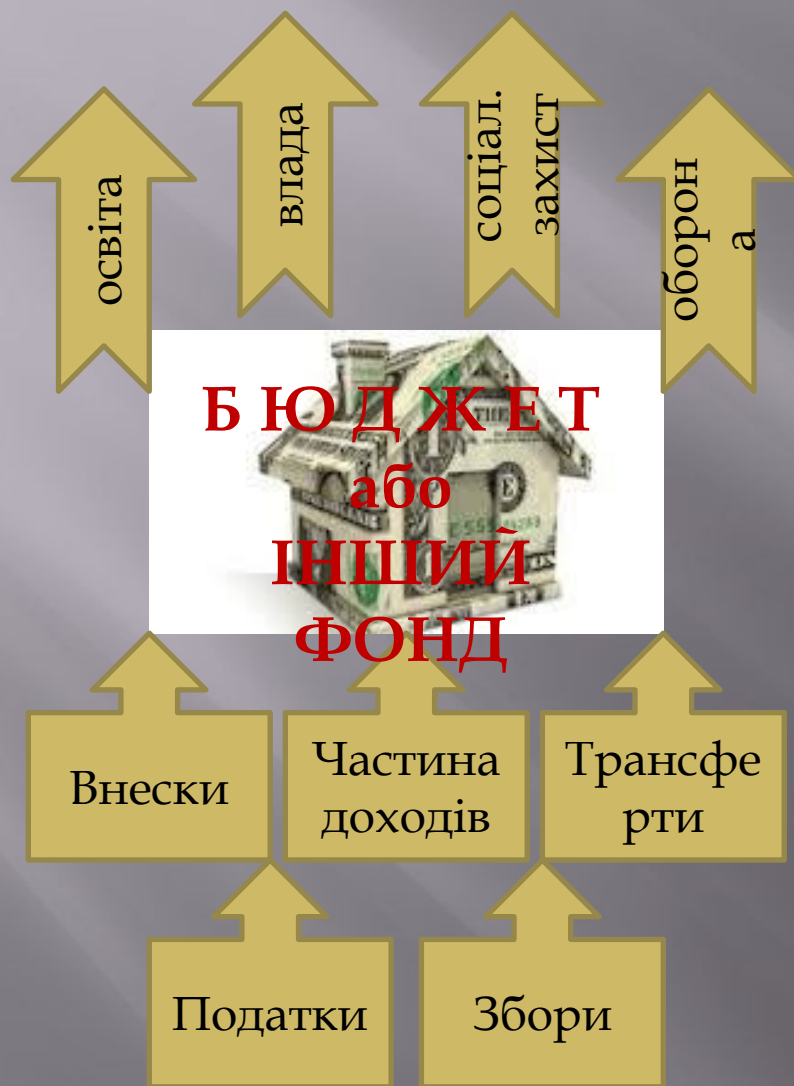 освіта
влада
соціал.
захист
оборон
а
Б Ю Д Ж Е Т
або
ІНШИЙ
ФОНД
Внески
Частина
доходів
Трансфе
рти
Податки
Збори